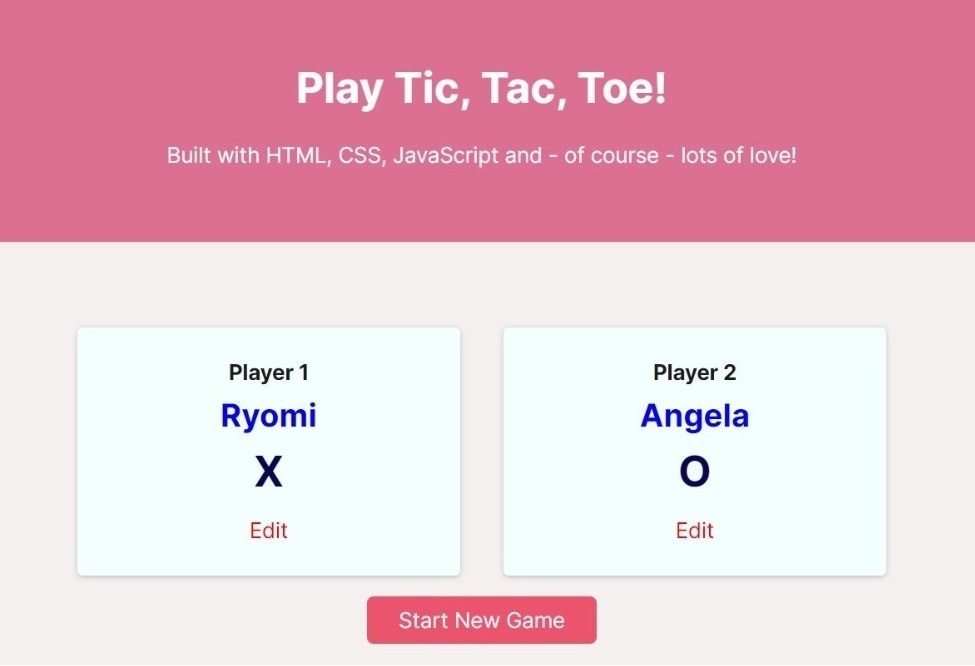 Play Tic, Tac, Toe!
Built with HTML, CSS, JavaScript and - of course - lots of love!
Player 1
Ryomi
X
Edit
Player 2
Angela
O
Edit
Start New Game